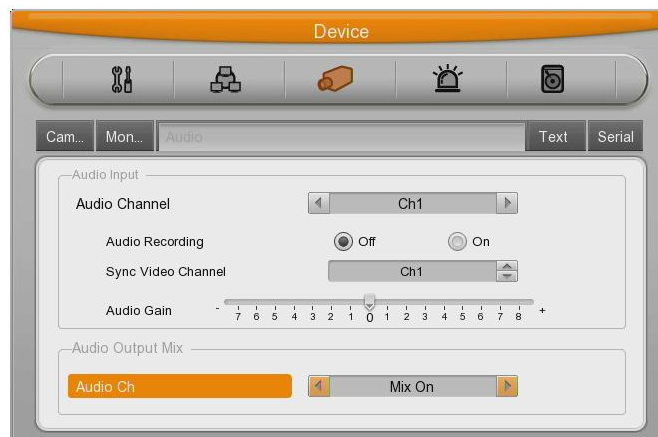 Device
Cam... Mon... Audio Text Serial
Audio Input
Audio Channel Ch1
Audio Recording Off On
Sync Video Channel Ch1
Audio Gain - 7 6 5 4 3 2 1 0 1 2 3 4 5 6 7 8 +
Audio Output Mix
Audio Ch Mix On